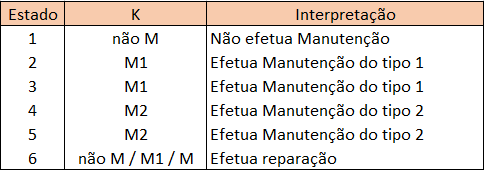 Estado K Interpretação
1 não M Não efetua Manutenção
2 M1 Efetua Manutenção do tipo 1
3 M1 Efetua Manutenção do tipo 1
4 M2 Efetua Manutenção do tipo 2
5 M2 Efetua Manutenção do tipo 2
6 não M / M1 / M Efetua reparação